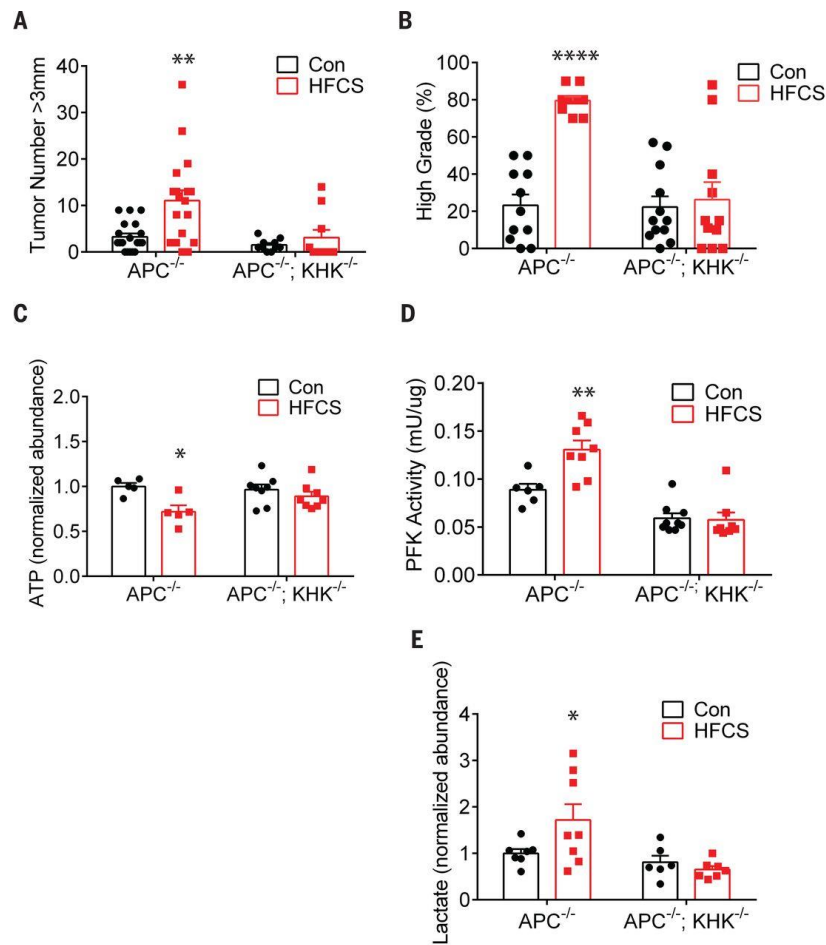 A
Tumor Number >3mm
40
30
20
10
0
**
Con
HFCS
APC-/-
APC-/-; KHK-/-
B
High Grade (%)
100
80
60
40
20
0
****
Con
HFCS
APC-/-
APC-/-; KHK-/-
C
ATP (normalized abundance)
2.0
1.5
1.0
0.5
0.0
*
Con
HFCS
APC-/-
APC-/-; KHK-/-
D
PFK Activity (mU/ug)
0.20
0.15
0.10
0.05
0.00
**
Con
HFCS
APC-/-
APC-/-; KHK-/-
E
Lactate (normalized abundance)
4
3
2
1
0
*
Con
HFCS
APC-/-
APC-/-; KHK-/-